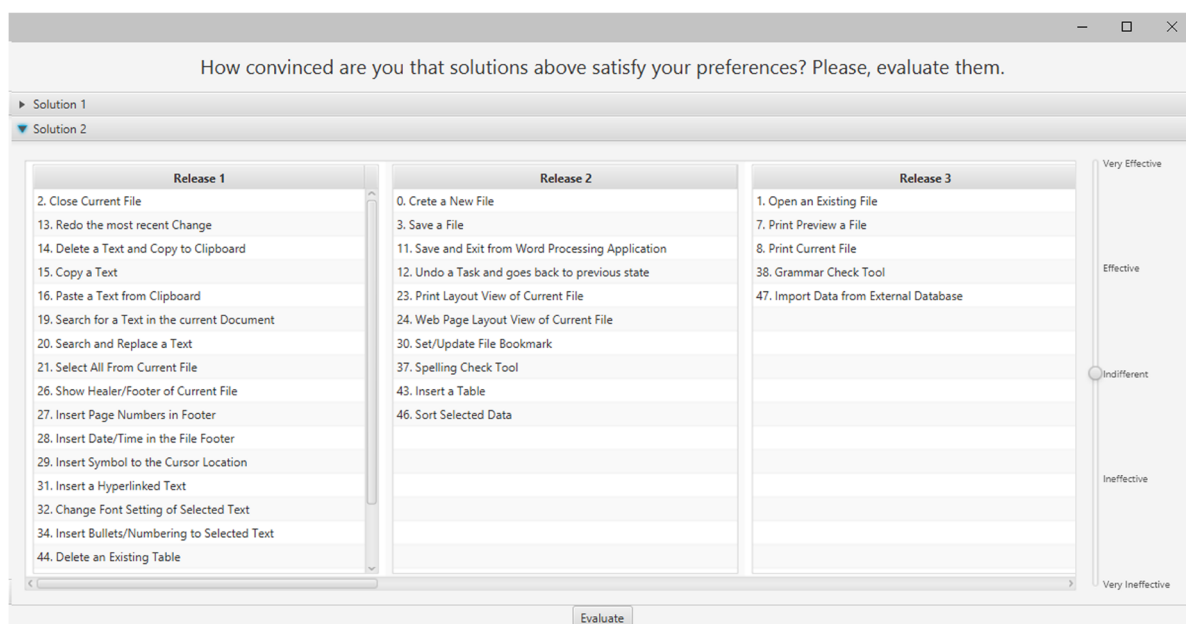 How convinced are you that solutions above satisfy your preferences? Please, evaluate them.
Solution 1
Solution 2
Release 1
2. Close Current File
13. Redo the most recent Change
14. Delete a Text and Copy to Clipboard
15. Copy a Text
16. Paste a Text from Clipboard
19. Search for a Text in the current Document
20. Search and Replace a Text
21. Select All From Current File
26. Show Healer/Footer of Current File
27. Insert Page Numbers in Footer
28. Insert Date/Time in the File Footer
29. Insert Symbol to the Cursor Location
31. Insert a Hyperlinked Text
32. Change Font Setting of Selected Text
34. Insert Bullets/Numbering to Selected Text
44. Delete an Existing Table
Release 2
0. Crete a New File
3. Save a File
11. Save and Exit from Word Processing Application
12. Undo a Task and goes back to previous state
23. Print Layout View of Current File
24. Web Page Layout View of Current File
30. Set/Update File Bookmark
37. Spelling Check Tool
43. Insert a Table
46. Sort Selected Data
Release 3
1. Open an Existing File
7. Print Preview a File
8. Print Current File
38. Grammar Check Tool
47. Import Data from External Database
Very Effective
Effective
Indifferent
Ineffective
Very Ineffective
Evaluate